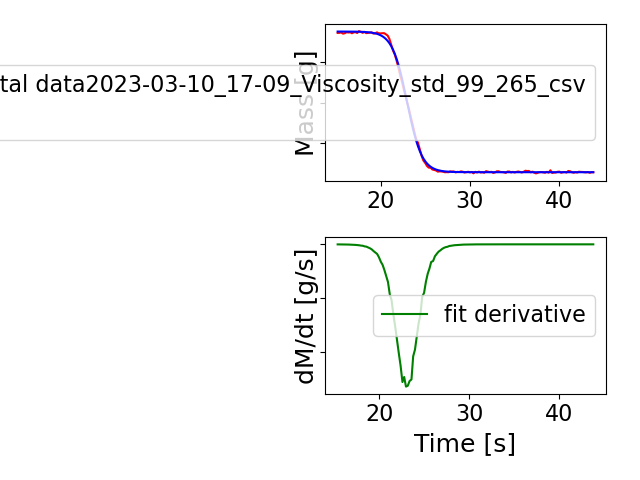 tal data2023-03-10_17-09_Viscosity_std_99_265_csv
Mass [g]
20 30 40
dM/dt [g/s]
fit derivative
20 30 40
Time [s]